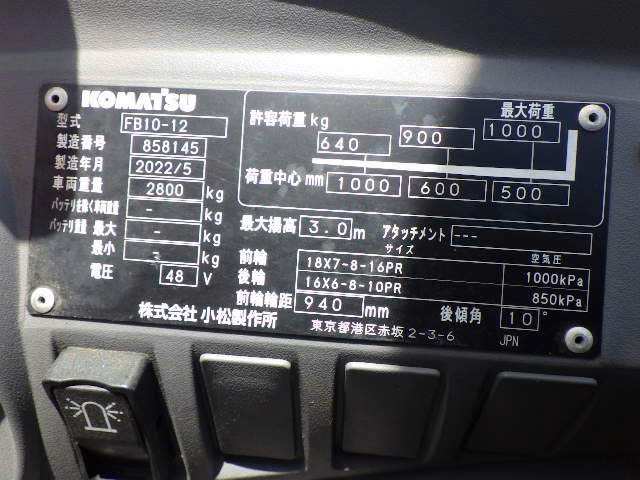 KOMATSU
型式 FB10-12
製造番号 858145
製造年月 2022/5
車両重量 2800 kg
バッテリを除く車両重量 - kg
バッテリ重量 最大 - kg
最小 - kg
電圧 48 V
許容荷重 kg 640 900 最大荷重 1000
荷重中心 mm 1000 600 500
最大揚高 3.0 m アタッチメント ---
サイズ 空気圧
前輪 18X7-8-16PR 1000kPa
後輪 16X6-8-10PR 850kPa
前輪輪距 940 mm 後傾角 10°
株式会社 小松製作所 東京都港区赤坂2-3-6 JPN